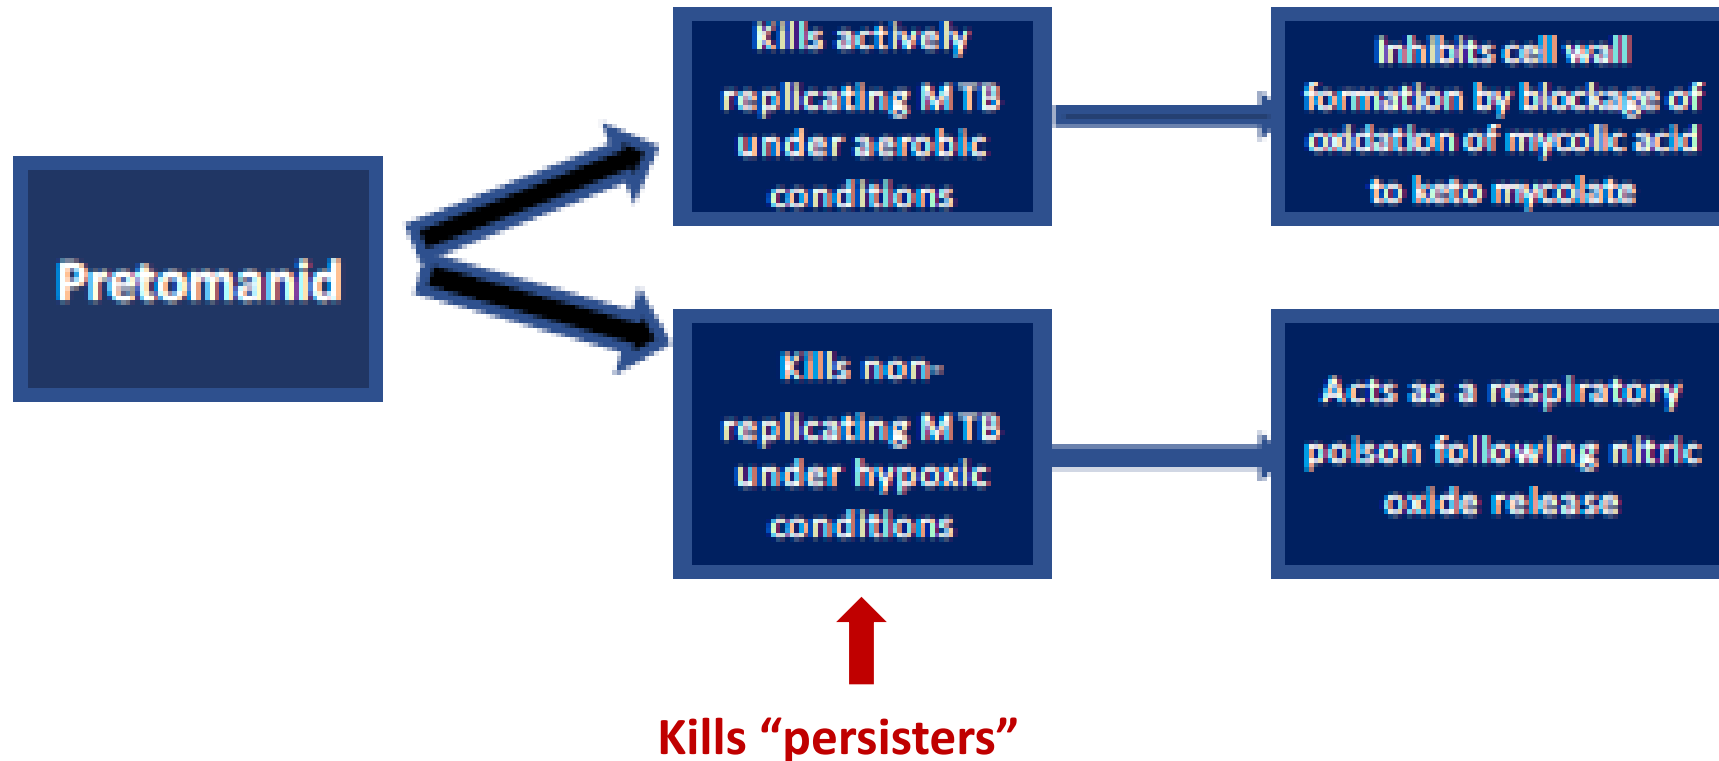 Pretomanid
Kills actively
replicating MTB
under aerobic
conditions
Inhibits cell wall
formation by blockage of
oxidation of mycolic acid
to keto mycolate
Kills non-
replicating MTB
under hypoxic
conditions
Acts as a respiratory
poison following nitric
oxide release
Kills “persisters”